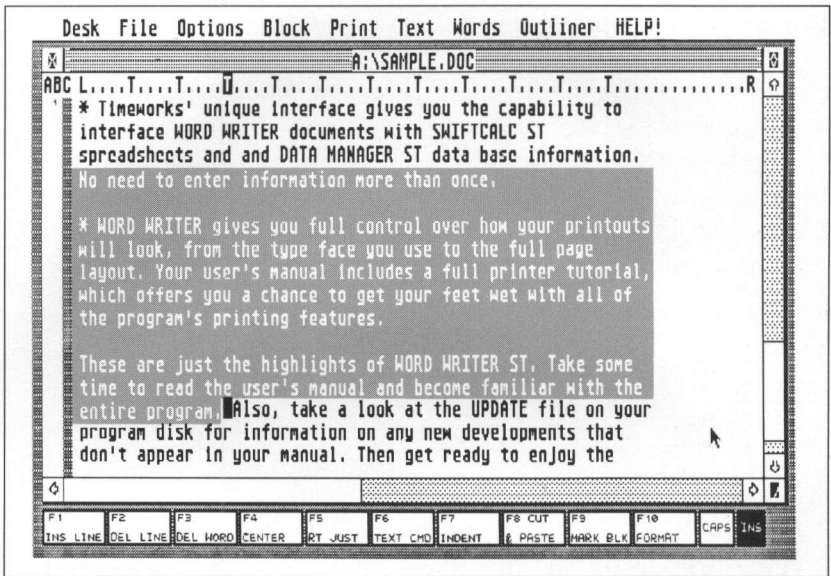 Desk File Options Block Print Text Words Outliner HELP!
A:\SAMPLE.DOC
ABC L....T....T....T....T....T....T....T....T....T....T....T..............R
1 * Timeworks' unique interface gives you the capability to
interface WORD WRITER documents with SWIFTCALC ST
spreadsheets and and DATA MANAGER ST data base information.
No need to enter information more than once.
* WORD WRITER gives you full control over how your printouts
will look, from the type face you use to the full page
layout. Your user's manual includes a full printer tutorial,
which offers you a chance to get your feet wet with all of
the program's printing features.
These are just the highlights of WORD WRITER ST. Take some
time to read the user's manual and become familiar with the
entire program. Also, take a look at the UPDATE file on your
program disk for information on any new developments that
don't appear in your manual. Then get ready to enjoy the
F1 F2 F3 F4 F5 F6 F7 F8 CUT F9 F10
INS LINE DEL LINE DEL WORD CENTER RT JUST TEXT CMD INDENT & PASTE MARK BLK FORMAT CAPS INS